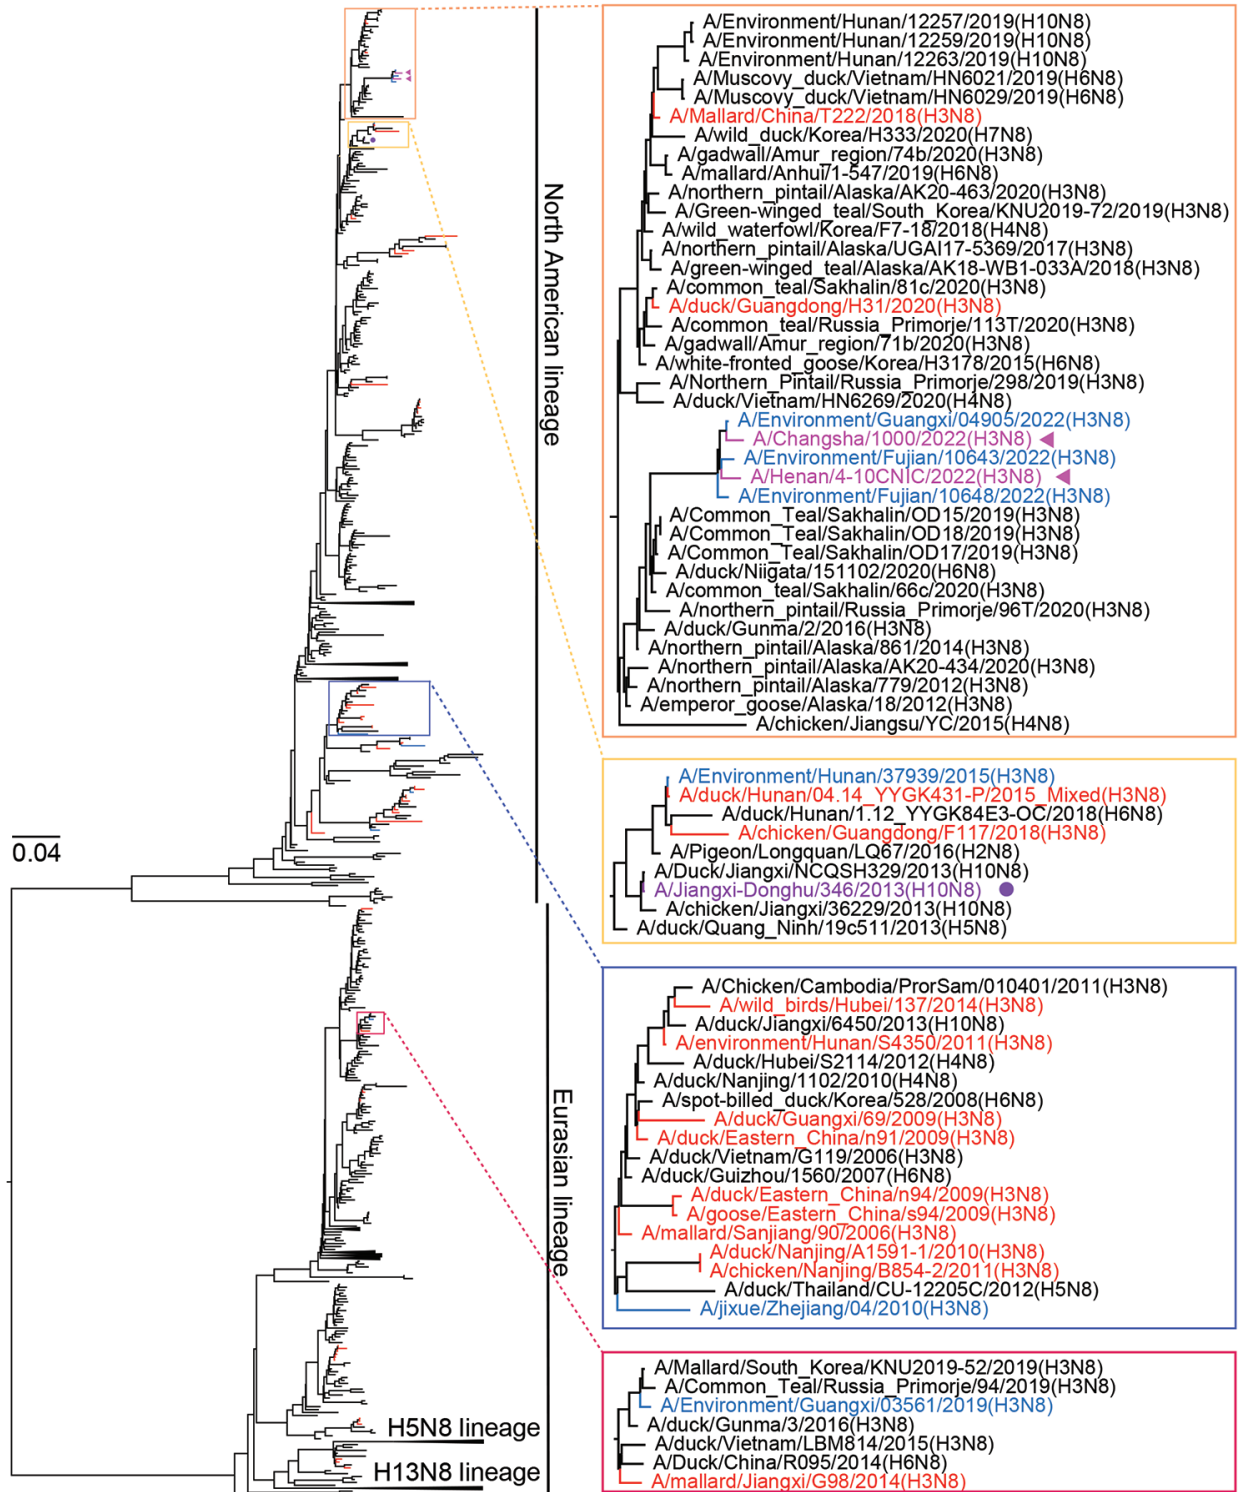 North American lineage
0.04
Eurasian lineage
H5N8 lineage
H13N8 lineage
A/Environment/Hunan/12257/2019(H10N8)
A/Environment/Hunan/12259/2019(H10N8)
A/Environment/Hunan/12263/2019(H10N8)
A/Muscovy_duck/Vietnam/HN6021/2019(H6N8)
A/Muscovy_duck/Vietnam/HN6029/2019(H6N8)
A/Mallard/China/T222/2018(H3N8)
A/wild_duck/Korea/H333/2020(H7N8)
A/gadwall/Amur_region/74b/2020(H3N8)
A/mallard/Anhui/1-547/2019(H6N8)
A/northern_pintail/Alaska/AK20-463/2020(H3N8)
A/Green-winged_teal/South_Korea/KNU2019-72/2019(H3N8)
A/wild_waterfowl/Korea/F7-18/2018(H4N8)
A/northern_pintail/Alaska/UGAI17-5369/2017(H3N8)
A/green-winged_teal/Alaska/AK18-WB1-033A/2018(H3N8)
A/common_teal/Sakhalin/81c/2020(H3N8)
A/duck/Guangdong/H31/2020(H3N8)
A/common_teal/Russia_Primorje/113T/2020(H3N8)
A/gadwall/Amur_region/71b/2020(H3N8)
A/white-fronted_goose/Korea/H3178/2015(H6N8)
A/Northern_Pintail/Russia_Primorje/298/2019(H3N8)
A/duck/Vietnam/HN6269/2020(H4N8)
A/Environment/Guangxi/04905/2022(H3N8)
A/Changsha/1000/2022(H3N8)
A/Environment/Fujian/10643/2022(H3N8)
A/Henan/4-10CNIC/2022(H3N8)
A/Environment/Fujian/10648/2022(H3N8)
A/Common_Teal/Sakhalin/OD15/2019(H3N8)
A/Common_Teal/Sakhalin/OD18/2019(H3N8)
A/Common_Teal/Sakhalin/OD17/2019(H3N8)
A/duck/Niigata/151102/2020(H6N8)
A/common_teal/Sakhalin/66c/2020(H3N8)
A/northern_pintail/Russia_Primorje/96T/2020(H3N8)
A/duck/Gunma/2/2016(H3N8)
A/northern_pintail/Alaska/861/2014(H3N8)
A/northern_pintail/Alaska/AK20-434/2020(H3N8)
A/northern_pintail/Alaska/779/2012(H3N8)
A/emperor_goose/Alaska/18/2012(H3N8)
A/chicken/Jiangsu/YC/2015(H4N8)
A/Environment/Hunan/37939/2015(H3N8)
A/duck/Hunan/04.14_YYGK431-P/2015_Mixed(H3N8)
A/duck/Hunan/1.12_YYGK84E3-OC/2018(H6N8)
A/chicken/Guangdong/F117/2018(H3N8)
A/Pigeon/Longquan/LQ67/2016(H2N8)
A/Duck/Jiangxi/NCQSH329/2013(H10N8)
A/Jiangxi-Donghu/346/2013(H10N8)
A/chicken/Jiangxi/36229/2013(H10N8)
A/duck/Quang_Ninh/19c511/2013(H5N8)
A/Chicken/Cambodia/ProrSam/010401/2011(H3N8)
A/wild_birds/Hubei/137/2014(H3N8)
A/duck/Jiangxi/6450/2013(H10N8)
A/environment/Hunan/S4350/2011(H3N8)
A/duck/Hubei/S2114/2012(H4N8)
A/duck/Nanjing/1102/2010(H4N8)
A/spot-billed_duck/Korea/528/2008(H6N8)
A/duck/Guangxi/69/2009(H3N8)
A/duck/Eastern_China/n91/2009(H3N8)
A/duck/Vietnam/G119/2006(H3N8)
A/duck/Guizhou/1560/2007(H6N8)
A/duck/Eastern_China/n94/2009(H3N8)
A/goose/Eastern_China/s94/2009(H3N8)
A/mallard/Sanjiang/90/2006(H3N8)
A/duck/Nanjing/A1591-1/2010(H3N8)
A/chicken/Nanjing/B854-2/2011(H3N8)
A/duck/Thailand/CU-12205C/2012(H5N8)
A/jixue/Zhejiang/04/2010(H3N8)
A/Mallard/South_Korea/KNU2019-52/2019(H3N8)
A/Common_Teal/Russia_Primorje/94/2019(H3N8)
A/Environment/Guangxi/03561/2019(H3N8)
A/duck/Gunma/3/2016(H3N8)
A/duck/Vietnam/LBM814/2015(H3N8)
A/Duck/China/R095/2014(H6N8)
A/mallard/Jiangxi/G98/2014(H3N8)